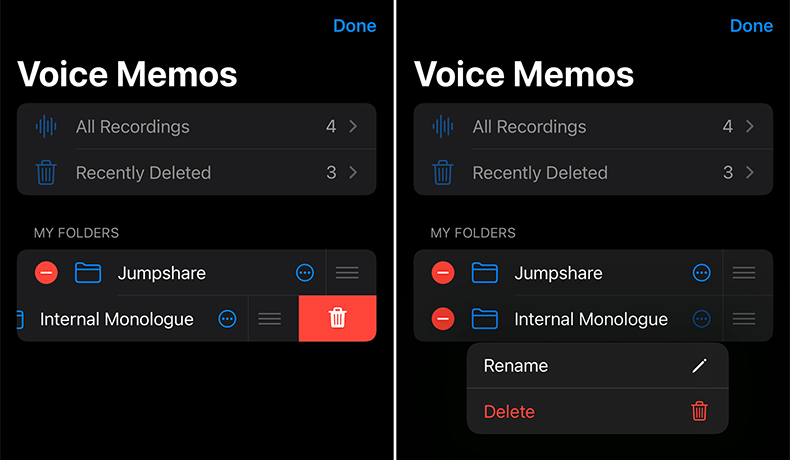 Done
Voice Memos
All Recordings 4
Recently Deleted 3
MY FOLDERS
Jumpshare
Internal Monologue
Done
Voice Memos
All Recordings 4
Recently Deleted 3
MY FOLDERS
Jumpshare
Internal Monologue
Rename
Delete